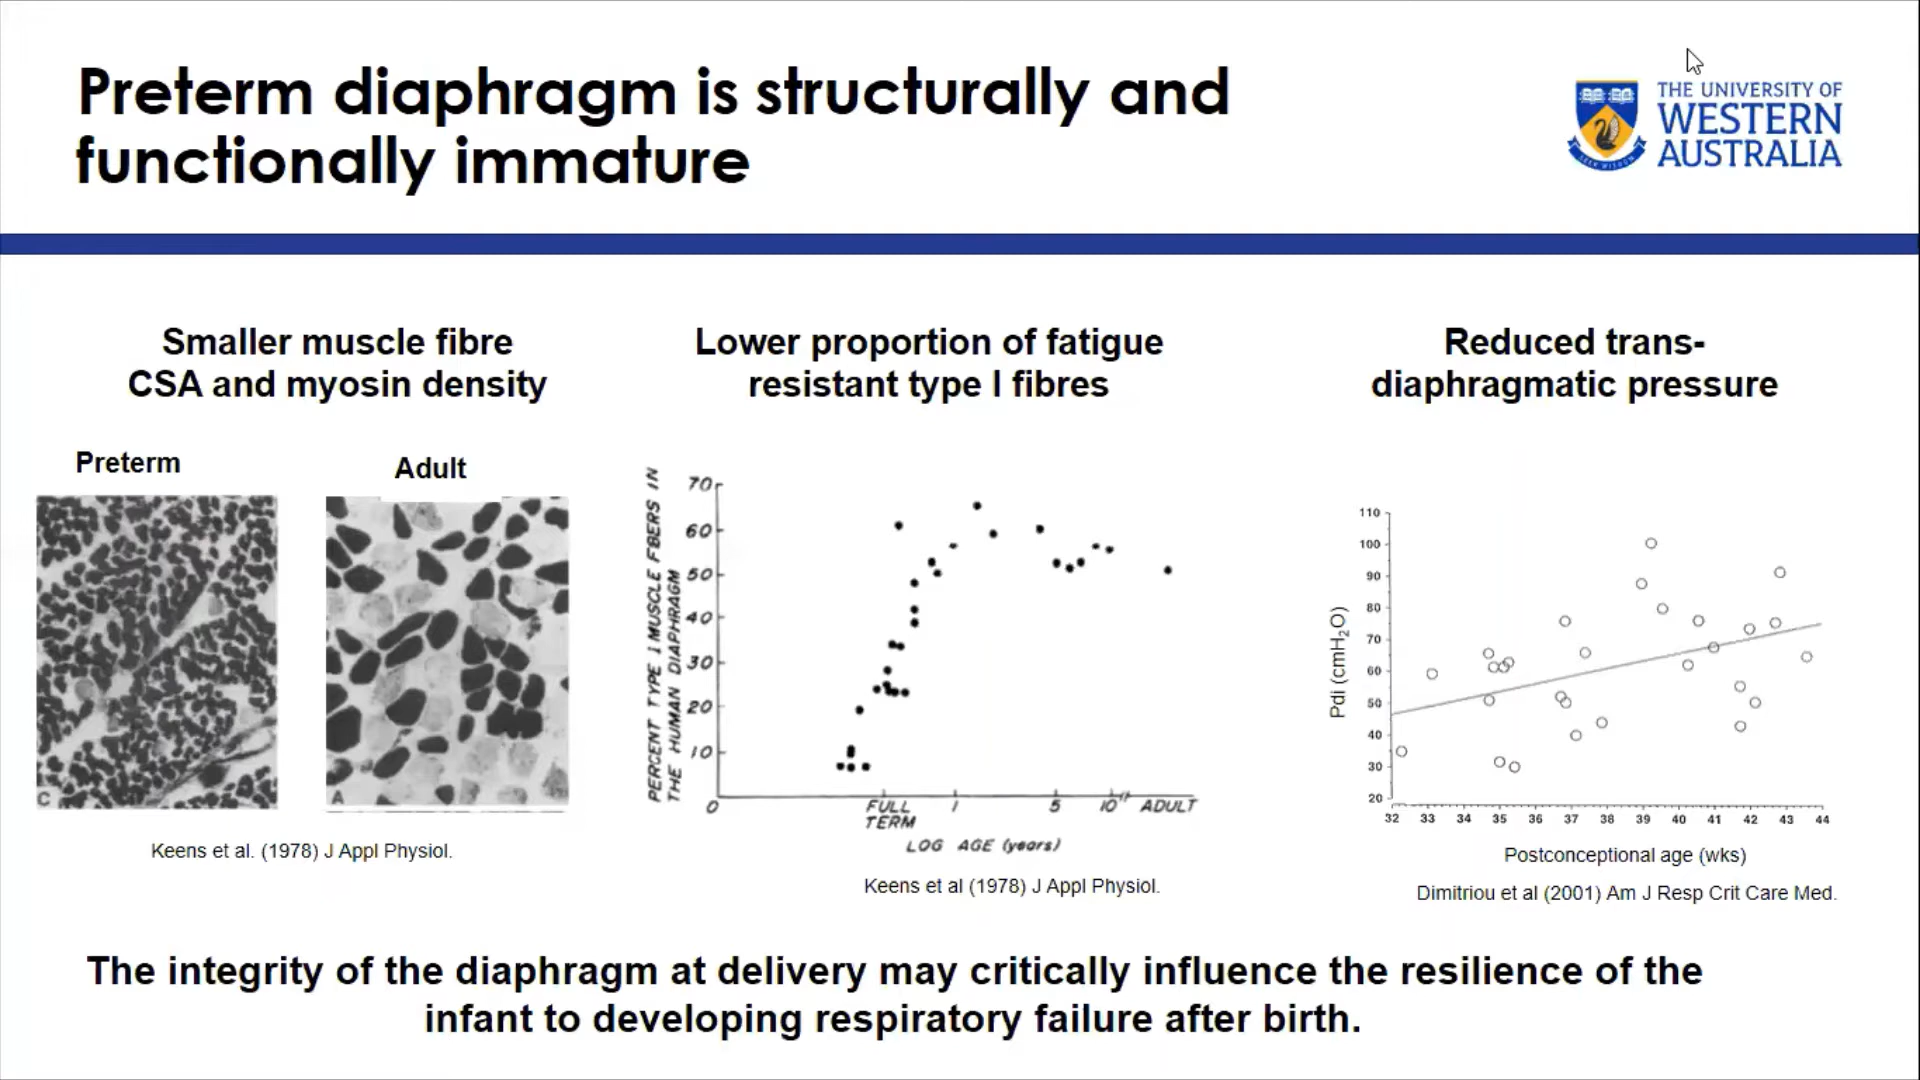 Preterm diaphragm is structurally and
functionally immature
THE UNIVERSITY OF
WESTERN
AUSTRALIA
SEEK WISDOM
Smaller muscle fibre
CSA and myosin density
Preterm
Adult
C
A
Keens et al. (1978) J Appl Physiol.
Lower proportion of fatigue
resistant type I fibres
PERCENT TYPE I MUSCLE FBERS IN
THE HUMAN DIAPHRAGM
70
60
50
40
30
20
10
0
FULL
TERM
1
5
10
ADULT
LOG AGE (years)
Keens et al (1978) J Appl Physiol.
Reduced trans-
diaphragmatic pressure
Pdi (cmH2O)
110
100
90
80
70
60
50
40
30
20
32 33 34 35 36 37 38 39 40 41 42 43 44
Postconceptional age (wks)
Dimitriou et al (2001) Am J Resp Crit Care Med.
The integrity of the diaphragm at delivery may critically influence the resilience of the
infant to developing respiratory failure after birth.